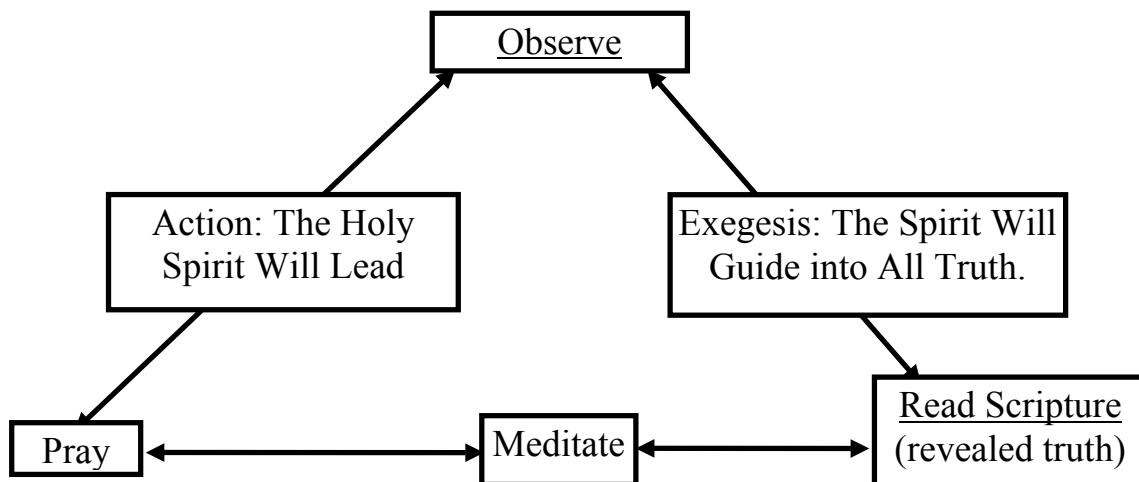 Observe
Action: The Holy
Spirit Will Lead
Exegesis: The Spirit Will
Guide into All Truth.
Pray
Meditate
Read Scripture
(revealed truth)